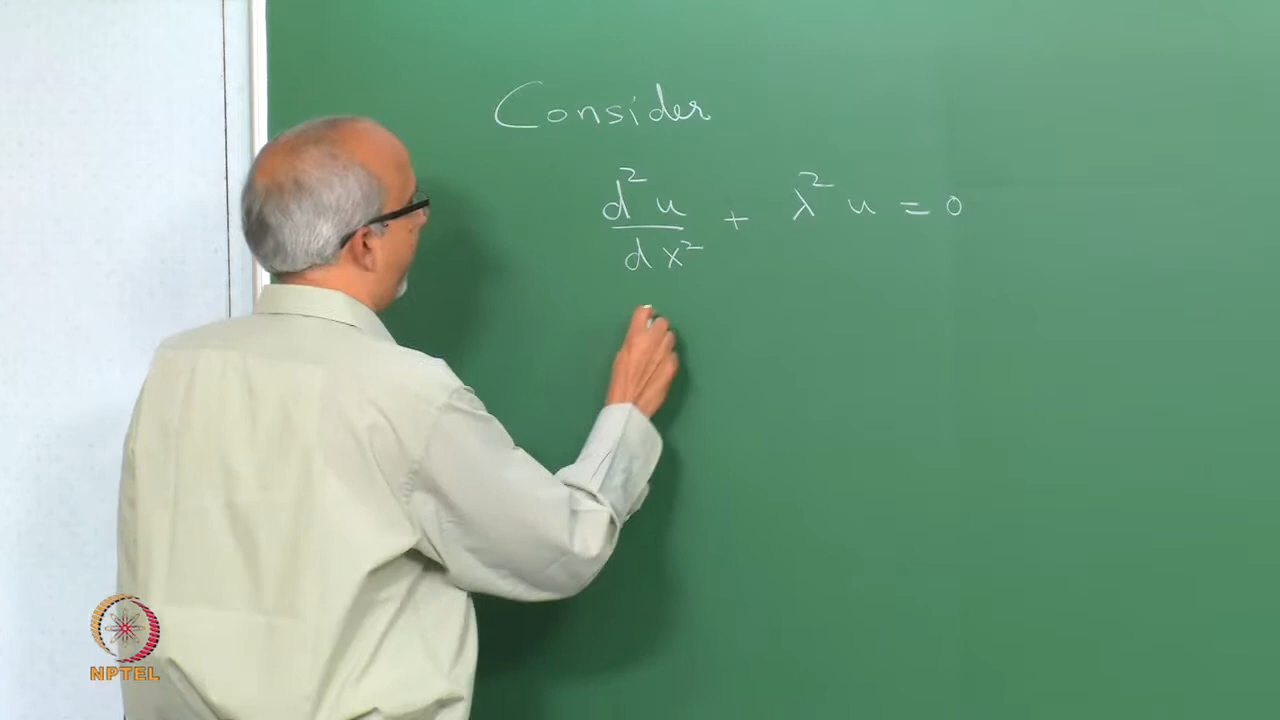 Consider
d²u/dx² + λ²u = 0
NPTEL